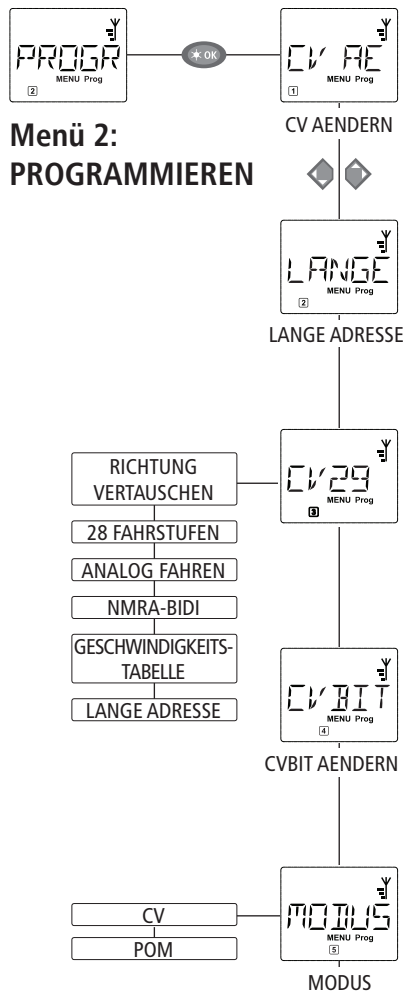 PROGR
MENU Prog
2
✶ OK
CV AE
MENU Prog
1
CV AENDERN
Menü 2:
PROGRAMMIEREN
LANGE
MENU Prog
2
LANGE ADRESSE
CV29
MENU Prog
3
RICHTUNG
VERTAUSCHEN
28 FAHRSTUFEN
ANALOG FAHREN
NMRA-BIDI
GESCHWINDIGKEITS-
TABELLE
LANGE ADRESSE
CVBIT
MENU Prog
4
CVBIT AENDERN
MODUS
MENU Prog
5
CV
POM
MODUS